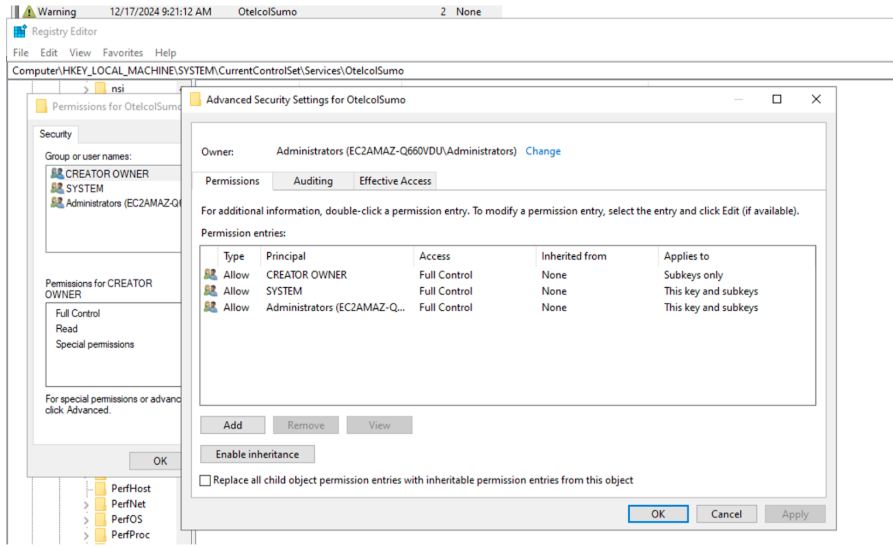 Warning 12/17/2024 9:21:12 AM OtelcolSumo 2 None
Registry Editor
File Edit View Favorites Help
Computer\HKEY_LOCAL_MACHINE\SYSTEM\CurrentControlSet\Services\OtelcolSumo
nsi
Permissions for OtelcolSumo
Security
Group or user names:
CREATOR OWNER
SYSTEM
Administrators (EC2AMAZ-Q6
Permissions for CREATOR
OWNER
Full Control
Read
Special permissions
For special permissions or advanc
click Advanced.
OK
PerfHost
PerfNet
PerfOS
PerfProc
Advanced Security Settings for OtelcolSumo
Owner: Administrators (EC2AMAZ-Q660VDU\Administrators) Change
Permissions Auditing Effective Access
For additional information, double-click a permission entry. To modify a permission entry, select the entry and click Edit (if available).
Permission entries:
Type Principal Access Inherited from Applies to
Allow CREATOR OWNER Full Control None Subkeys only
Allow SYSTEM Full Control None This key and subkeys
Allow Administrators (EC2AMAZ-Q... Full Control None This key and subkeys
Add Remove View
Enable inheritance
Replace all child object permission entries with inheritable permission entries from this object
OK Cancel Apply